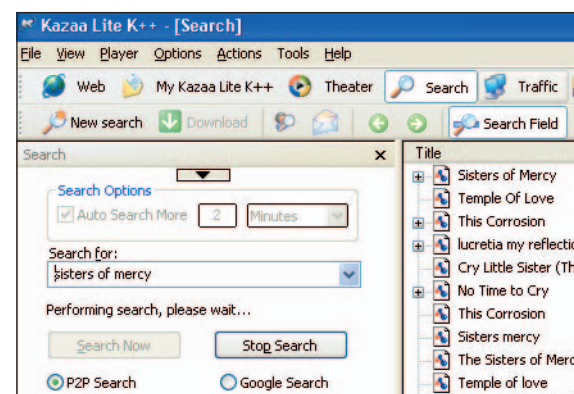 Kazaa Lite K++ - [Search]
File View Player Options Actions Tools Help
Web My Kazaa Lite K++ Theater Search Traffic
New search Download Search Field
Search x
Search Options
Auto Search More 2 Minutes
Search for:
sisters of mercy
Performing search, please wait...
Search Now Stop Search
P2P Search Google Search
Title
Sisters of Mercy
Temple Of Love
This Corrosion
lucretia my reflectio
Cry Little Sister (Th
No Time to Cry
This Corrosion
Sisters mercy
The Sisters of Merc
Temple of love